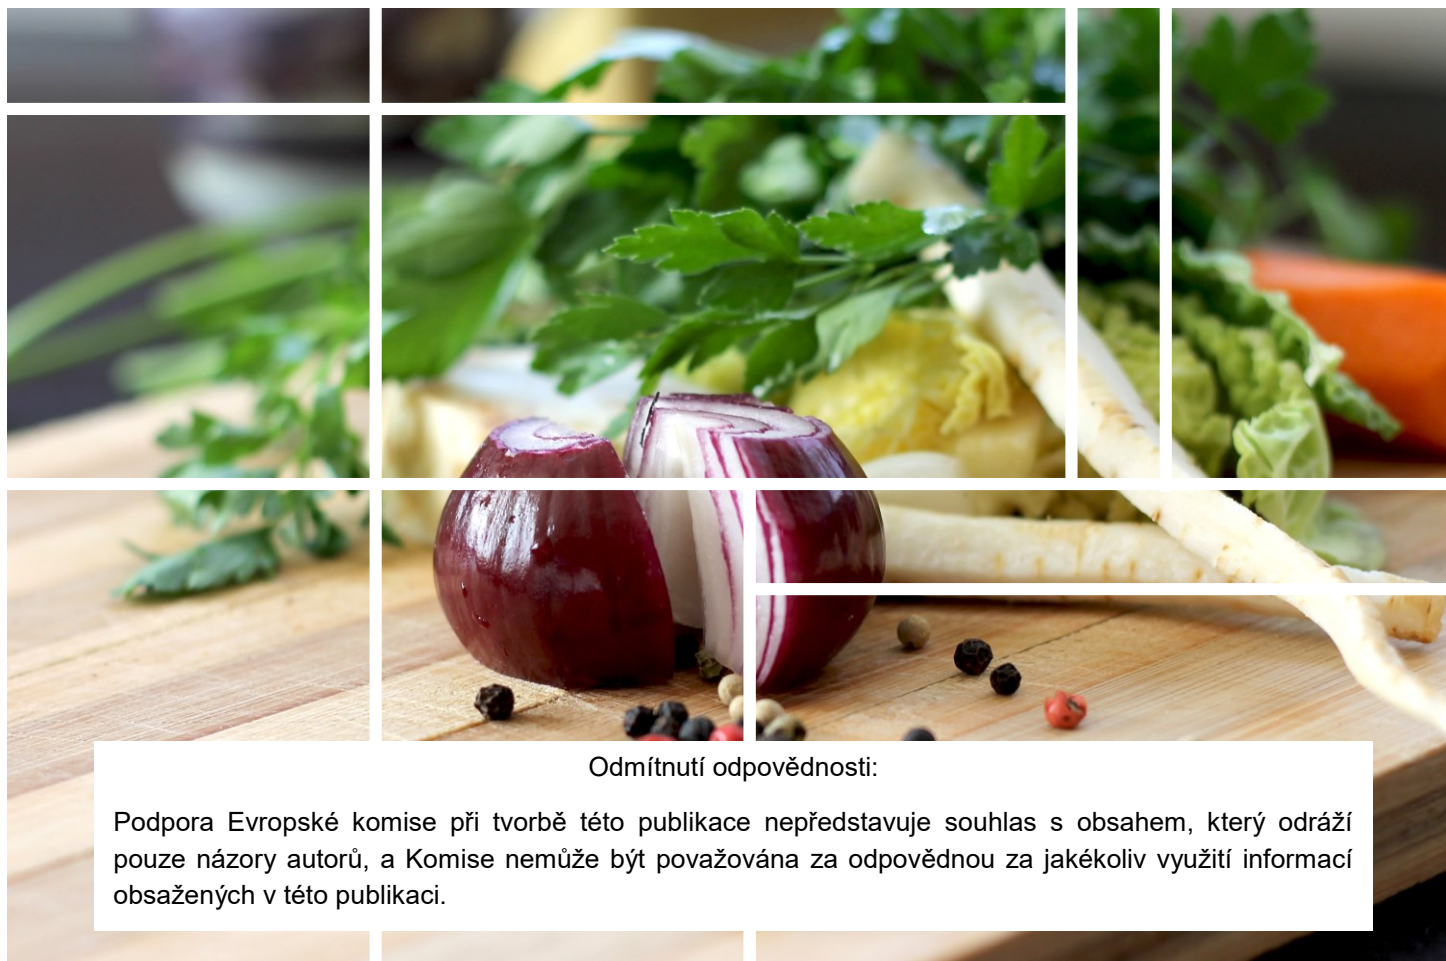 Odmítnutí odpovědnosti:
Podpora Evropské komise při tvorbě této publikace nepředstavuje souhlas s obsahem, který odráží
pouze názory autorů, a Komise nemůže být považována za odpovědnou za jakékoliv využití informací
obsažených v této publikaci.